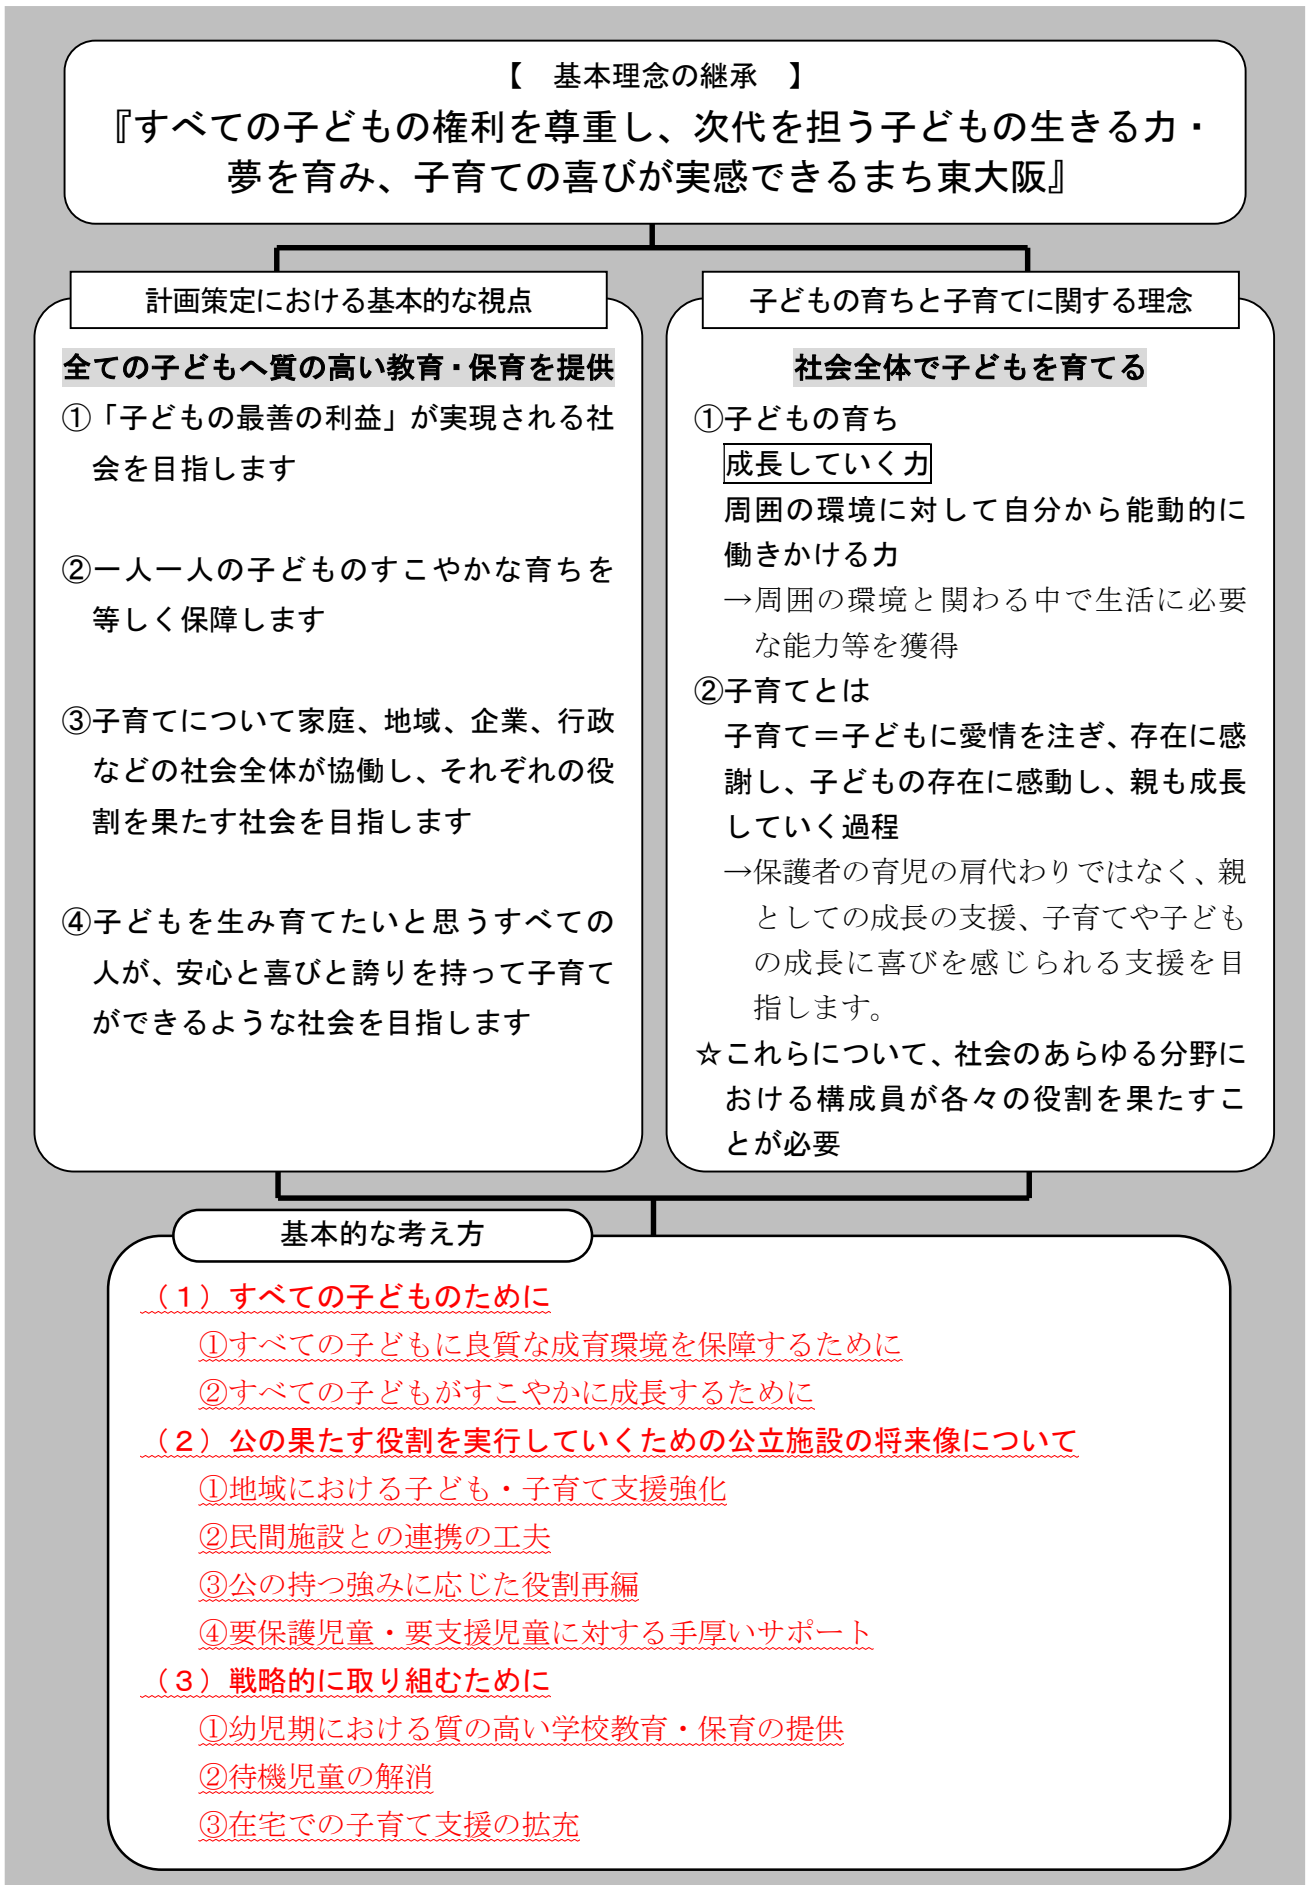 【　基本理念の継承　】
『すべての子どもの権利を尊重し、次代を担う子どもの生きる力・
夢を育み、子育ての喜びが実感できるまち東大阪』
計画策定における基本的な視点
全ての子どもへ質の高い教育・保育を提供
①「子どもの最善の利益」が実現される社
会を目指します
②一人一人の子どものすこやかな育ちを
等しく保障します
③子育てについて家庭、地域、企業、行政
などの社会全体が協働し、それぞれの役
割を果たす社会を目指します
④子どもを生み育てたいと思うすべての
人が、安心と喜びと誇りを持って子育て
ができるような社会を目指します
子どもの育ちと子育てに関する理念
社会全体で子どもを育てる
①子どもの育ち
成長していく力
周囲の環境に対して自分から能動的に
働きかける力
→周囲の環境と関わる中で生活に必要
な能力等を獲得
②子育てとは
子育て＝子どもに愛情を注ぎ、存在に感
謝し、子どもの存在に感動し、親も成長
していく過程
→保護者の育児の肩代わりではなく、親
としての成長の支援、子育てや子ども
の成長に喜びを感じられる支援を目
指します。
☆これらについて、社会のあらゆる分野に
おける構成員が各々の役割を果たすこ
とが必要
基本的な考え方
（１）すべての子どものために
①すべての子どもに良質な成育環境を保障するために
②すべての子どもがすこやかに成長するために
（２）公の果たす役割を実行していくための公立施設の将来像について
①地域における子ども・子育て支援強化
②民間施設との連携の工夫
③公の持つ強みに応じた役割再編
④要保護児童・要支援児童に対する手厚いサポート
（３）戦略的に取り組むために
①幼児期における質の高い学校教育・保育の提供
②待機児童の解消
③在宅での子育て支援の拡充